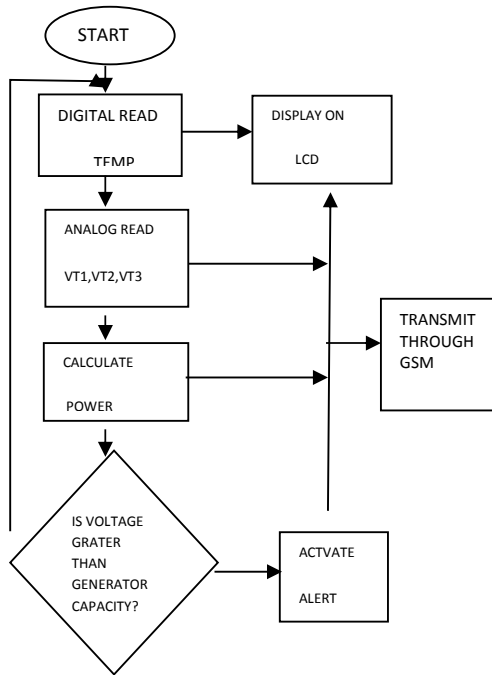 START
DIGITAL READ
TEMP
DISPLAY ON
LCD
ANALOG READ
VT1,VT2,VT3
TRANSMIT
THROUGH
GSM
CALCULATE
POWER
IS VOLTAGE
GRATER
THAN
GENERATOR
CAPACITY?
ACTVATE
ALERT